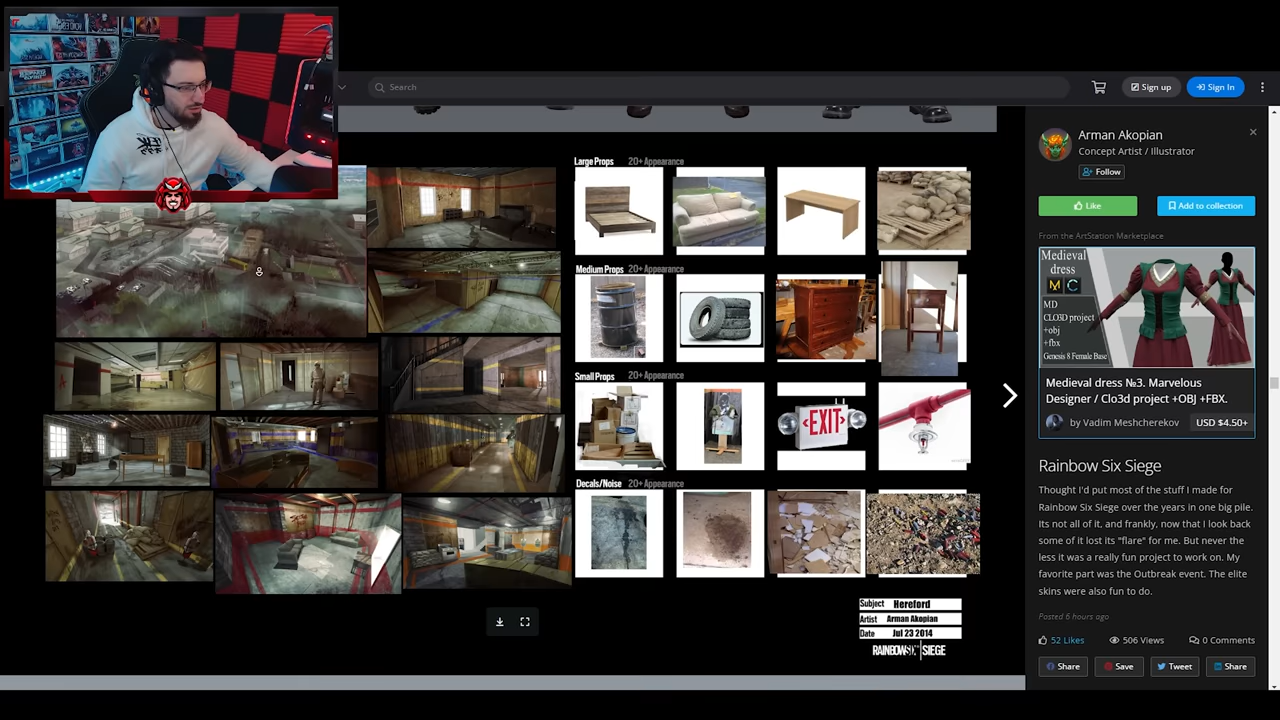 Search
Sign up
Sign In
Large Props 20+ Appearance
Medium Props 20+ Appearance
Small Props 20+ Appearance
EXIT
Decals/Noise 20+ Appearance
Subject Hereford
Artist Arman Akopian
Date Jul 23 2014
RAINBOW SIX SIEGE
Arman Akopian
Concept Artist / Illustrator
Follow
Like
Add to collection
From the ArtStation Marketplace
Medieval
dress
M C
MD
CLO3D project
+obj
+fbx
Genesis 8 Female Base
Medieval dress №3. Marvelous
Designer / Clo3d project +OBJ +FBX.
by Vadim Meshcherekov USD $4.50+
Rainbow Six Siege
Thought I'd put most of the stuff I made for
Rainbow Six Siege over the years in one big pile.
Its not all of it, and frankly, now that I look back
some of it lost its "flare" for me. But never the
less it was a really fun project to work on. My
favorite part was the Outbreak event. The elite
skins were also fun to do.
Posted 6 hours ago
52 Likes
506 Views
0 Comments
Share
Save
Tweet
Share